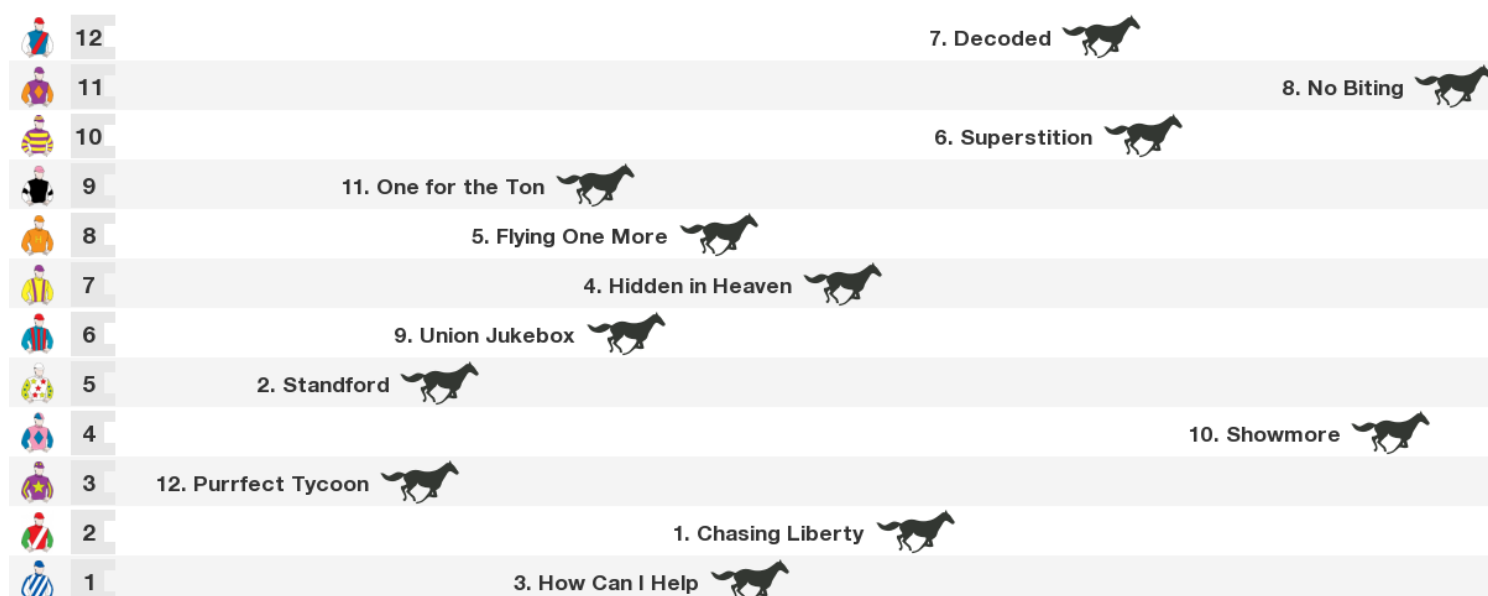 12 7. Decoded
11 8. No Biting
10 6. Superstition
9 11. One for the Ton
8 5. Flying One More
H
7 4. Hidden in Heaven
6 9. Union Jukebox
5 2. Standford
4 10. Showmore
3 12. Purrfect Tycoon
2 1. Chasing Liberty
1 3. How Can I Help